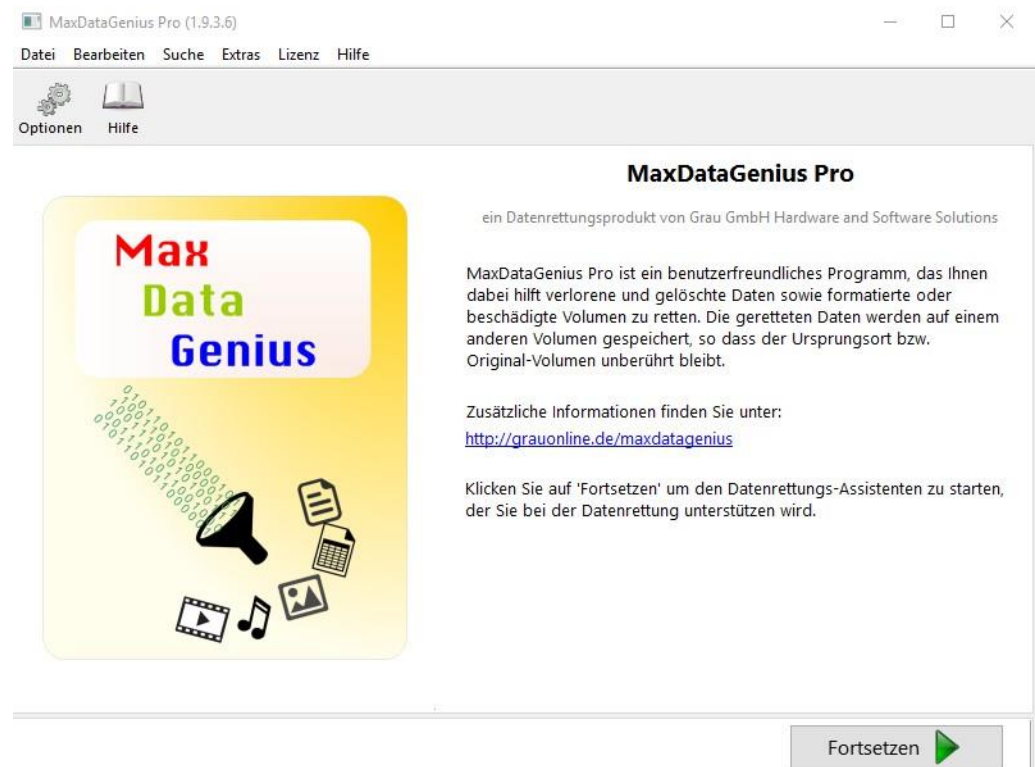 MaxDataGenius Pro (1.9.3.6)
Datei Bearbeiten Suche Extras Lizenz Hilfe
Optionen Hilfe
Max
Data
Genius
MaxDataGenius Pro
ein Datenrettungsprodukt von Grau GmbH Hardware and Software Solutions
MaxDataGenius Pro ist ein benutzerfreundliches Programm, das Ihnen
dabei hilft verlorene und gelöschte Daten sowie formatierte oder
beschädigte Volumen zu retten. Die geretteten Daten werden auf einem
anderen Volumen gespeichert, so dass der Ursprungsort bzw.
Original-Volumen unberührt bleibt.
Zusätzliche Informationen finden Sie unter:
http://grauonline.de/maxdatagenius
Klicken Sie auf 'Fortsetzen' um den Datenrettungs-Assistenten zu starten,
der Sie bei der Datenrettung unterstützen wird.
Fortsetzen